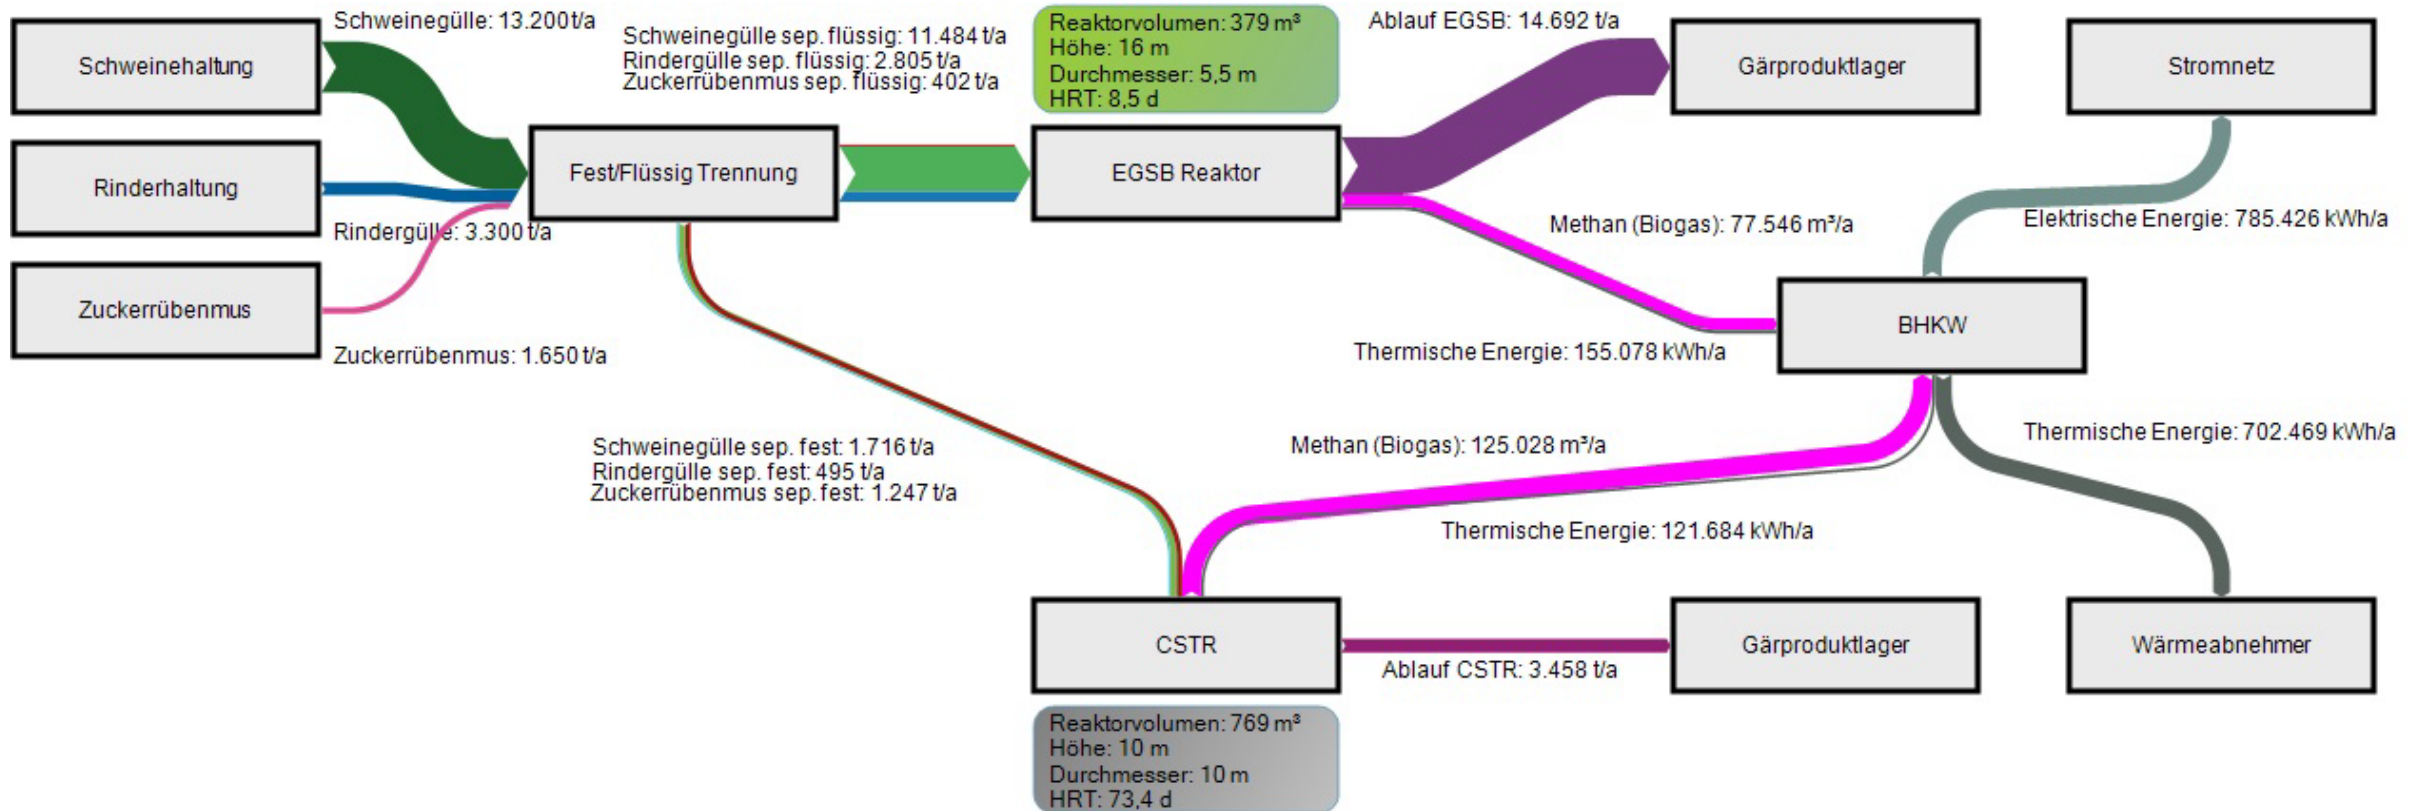 Schweinehaltung
Schweinegülle: 13.200 t/a
Rinderhaltung
Rindergülle: 3.300 t/a
Zuckerrübenmus
Zuckerrübenmus: 1.650 t/a
Fest/Flüssig Trennung
Schweinegülle sep. flüssig: 11.484 t/a
Rindergülle sep. flüssig: 2.805 t/a
Zuckerrübenmus sep. flüssig: 402 t/a
Reaktorvolumen: 379 m³
Höhe: 16 m
Durchmesser: 5,5 m
HRT: 8,5 d
EGSB Reaktor
Ablauf EGSB: 14.692 t/a
Gärproduktlager
Stromnetz
Methan (Biogas): 77.546 m³/a
Elektrische Energie: 785.426 kWh/a
BHKW
Thermische Energie: 155.078 kWh/a
Schweinegülle sep. fest: 1.716 t/a
Rindergülle sep. fest: 495 t/a
Zuckerrübenmus sep. fest: 1.247 t/a
Methan (Biogas): 125.028 m³/a
Thermische Energie: 702.469 kWh/a
Thermische Energie: 121.684 kWh/a
CSTR
Ablauf CSTR: 3.458 t/a
Gärproduktlager
Wärmeabnehmer
Reaktorvolumen: 769 m³
Höhe: 10 m
Durchmesser: 10 m
HRT: 73,4 d